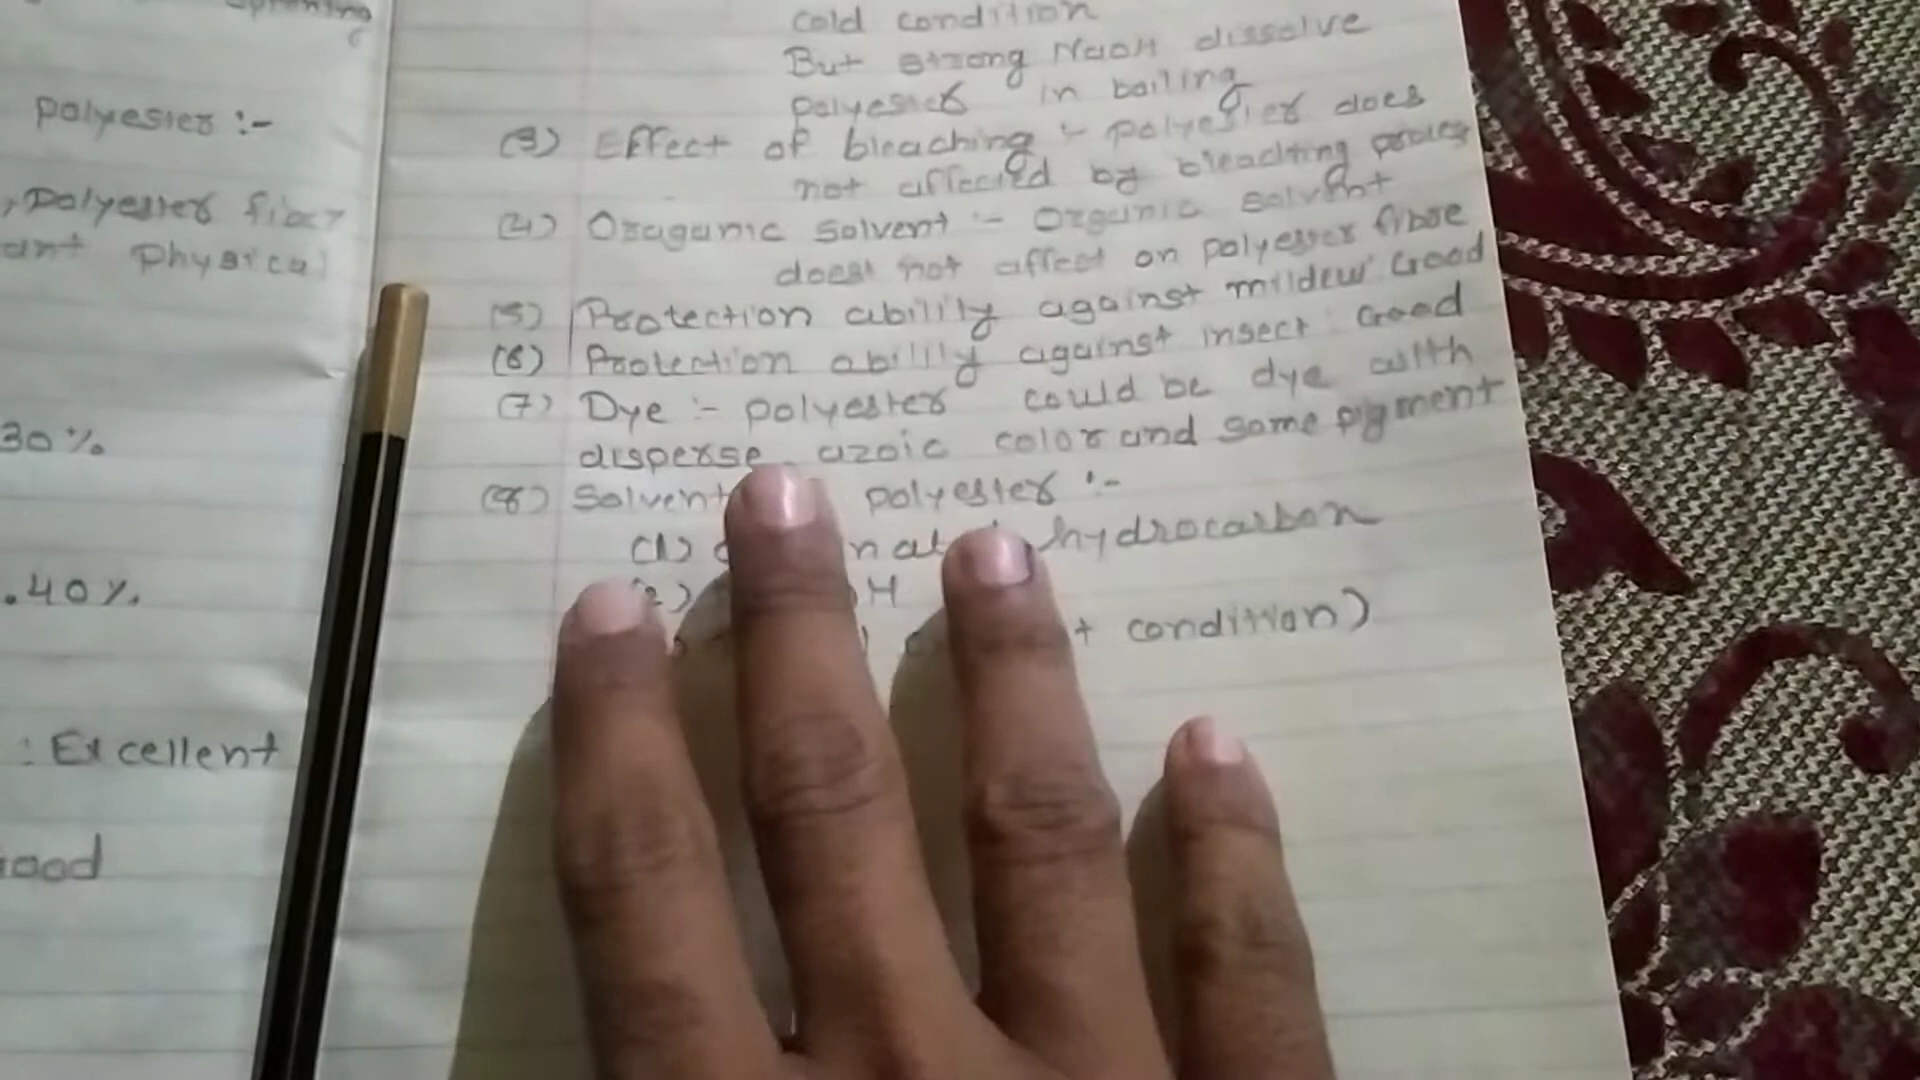 polyester :-
polyester fiber
ant physical
30%
.40%.
: Excellent
cold condition
But strong NaOH dissolve
polyester in boiling
(3) Effect of bleaching :- polyester does
not affected by bleaching process
(4) Oraganic solvent :- Organic solvent
does not affect on polyester fibre
(5) Protection ability against mildew : Good
(6) Protection ability against insect : Good
(7) Dye :- polyester could be dye with
disperse azoic color and some pigment
(8) Solvent polyester :-
(1) hydrocarbon
(2)
condition)